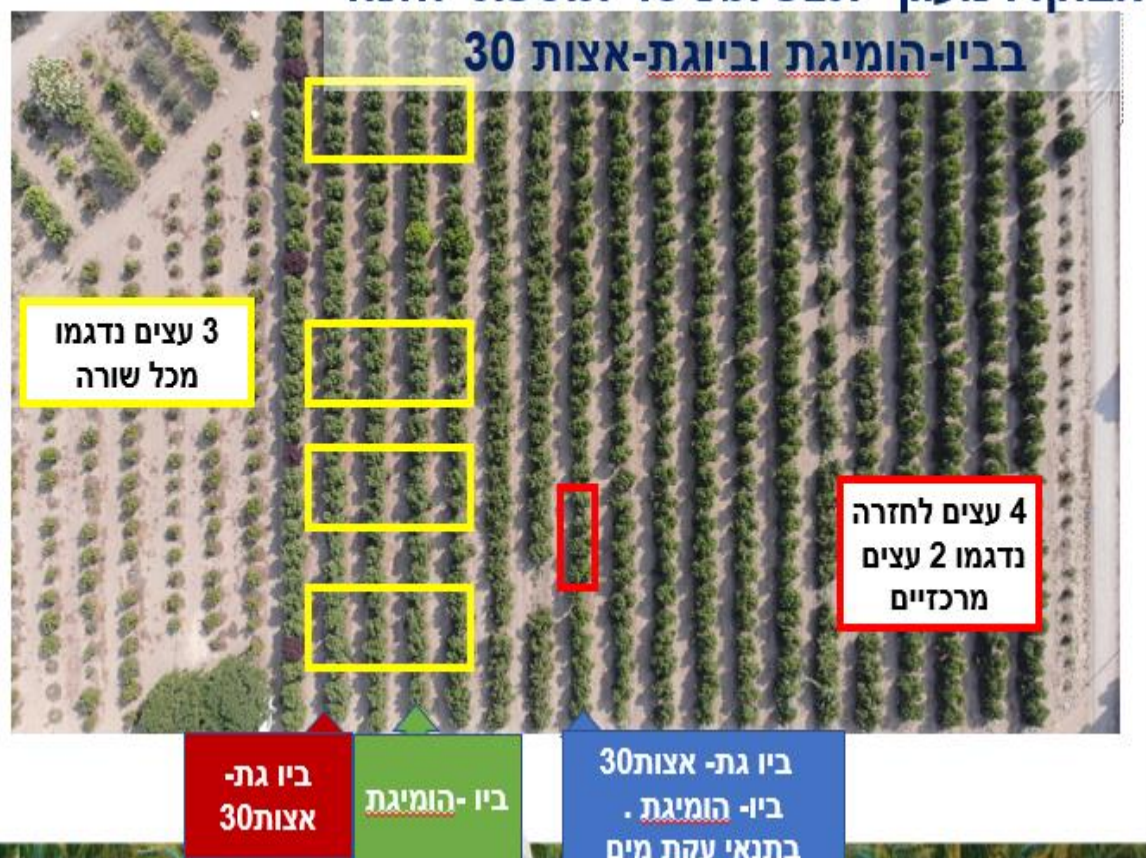 בביו-הומיגת וביוגת-אצות 30
3 עצים נדגמו
מכל שורה
4 עצים לחזרה
נדגמו 2 עצים
מרכזיים
ביו גת-
אצות30
ביו -הומיגת
ביו גת- אצות30
ביו- הומיגת .
בתנאי עקת מים